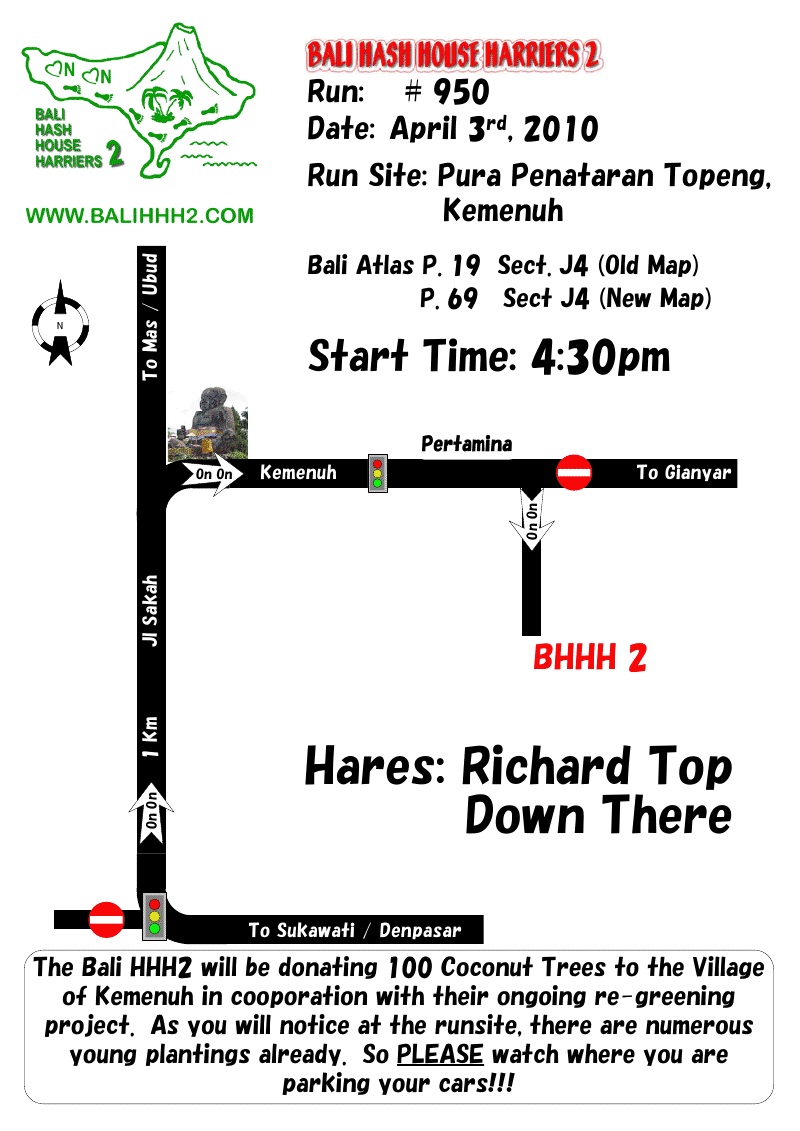 BALI HASH HOUSE HARRIERS 2
Run: # 950
Date: April 3rd, 2010
Run Site: Pura Penataran Topeng,
Kemenuh
N N
BALI
HASH
HOUSE
HARRIERS 2
WWW.BALIHHH2.COM
Bali Atlas P. 19 Sect. J4 (Old Map)
P. 69 Sect J4 (New Map)
Start Time: 4:30pm
N
To Mas / Ubud
Pertamina
On On
Kemenuh
To Gianyar
On On
Jl Sakah
BHHH 2
1 Km
Hares: Richard Top
Down There
On On
To Sukawati / Denpasar
The Bali HHH2 will be donating 100 Coconut Trees to the Village
of Kemenuh in cooporation with their ongoing re-greening
project. As you will notice at the runsite, there are numerous
young plantings already. So PLEASE watch where you are
parking your cars!!!